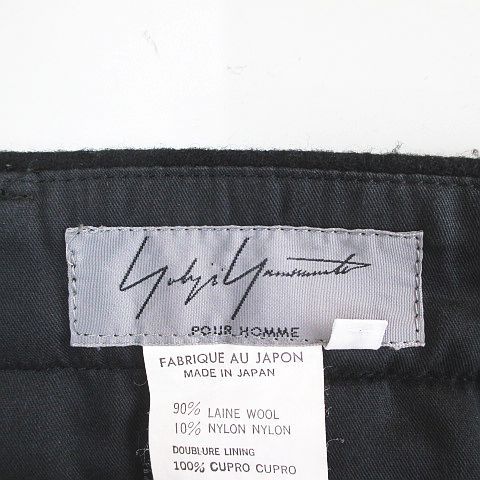 Yohji Yamamoto
POUR HOMME
FABRIQUE AU JAPON
MADE IN JAPAN
90% LAINE WOOL
10% NYLON NYLON
DOUBLURE LINING
100% CUPRO CUPRO